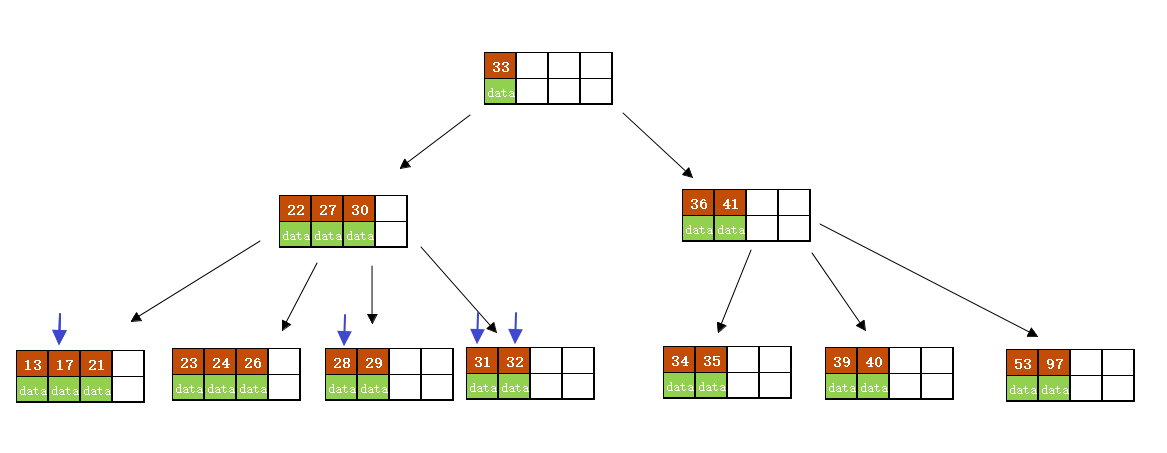 33
data
22 27 30
data data data
36 41
data data
13 17 21
data data data
23 24 26
data data data
28 29
data data
31 32
data data
34 35
data data
39 40
data data
53 97
data data